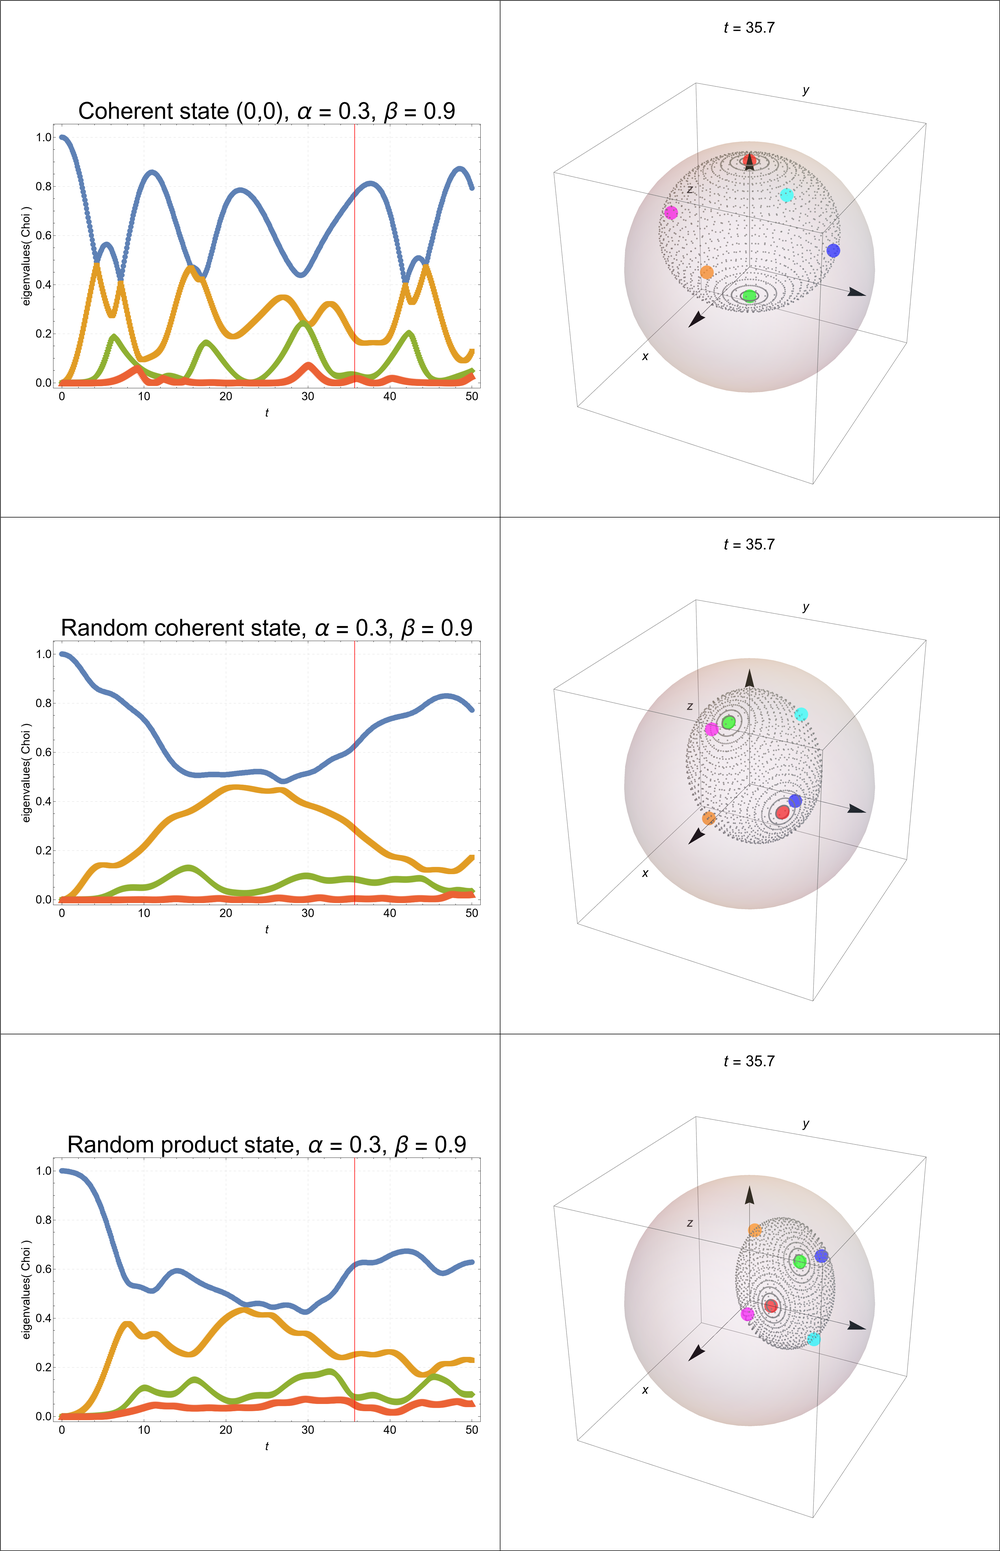 t = 35.7
Coherent state (0,0), α = 0.3, β = 0.9
eigenvalues( Choi )
1.0
0.8
0.6
0.4
0.2
0.0
0 10 20 30 40 50
t
y
z
x
t = 35.7
Random coherent state, α = 0.3, β = 0.9
eigenvalues( Choi )
1.0
0.8
0.6
0.4
0.2
0.0
0 10 20 30 40 50
t
y
z
x
t = 35.7
Random product state, α = 0.3, β = 0.9
eigenvalues( Choi )
1.0
0.8
0.6
0.4
0.2
0.0
0 10 20 30 40 50
t
y
z
x